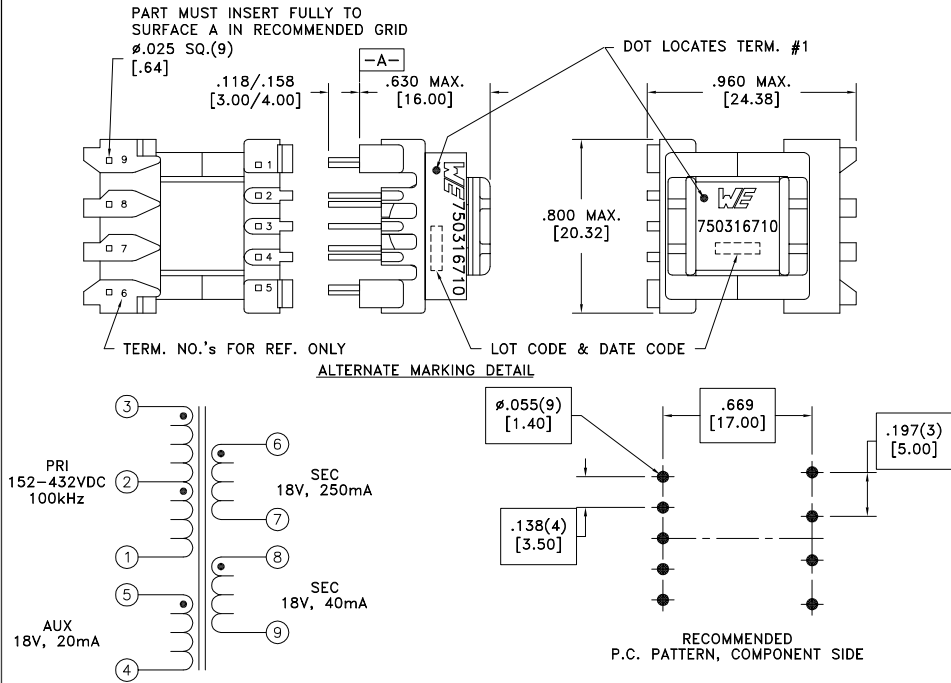 PART MUST INSERT FULLY TO
SURFACE A IN RECOMMENDED GRID
ø.025 SQ.(9)
[.64]
.118/.158
[3.00/4.00]
-A-
.630 MAX.
[16.00]
DOT LOCATES TERM. #1
.960 MAX.
[24.38]
9
8
7
6
1
2
3
4
5
WE 750316710
.800 MAX.
[20.32]
WE
750316710
TERM. NO.'s FOR REF. ONLY
LOT CODE & DATE CODE
ALTERNATE MARKING DETAIL
3
PRI
152-432VDC
100kHz
2
1
5
AUX
18V, 20mA
4
6
SEC
18V, 250mA
7
8
SEC
18V, 40mA
9
ø.055(9)
[1.40]
.669
[17.00]
.197(3)
[5.00]
.138(4)
[3.50]
RECOMMENDED
P.C. PATTERN, COMPONENT SIDE